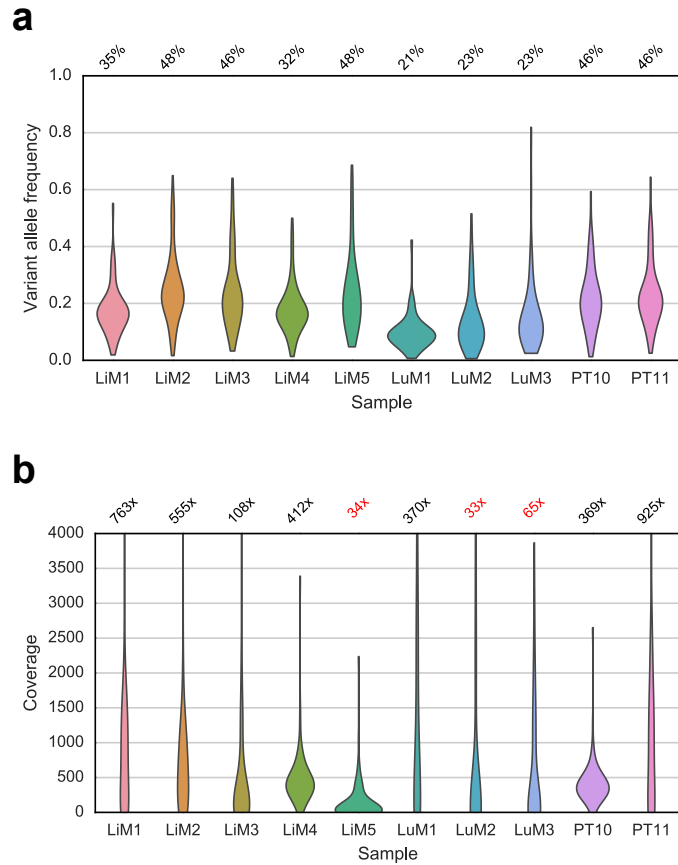 a
35% 48% 46% 32% 48% 21% 23% 23% 46% 46%
1.0
0.8
0.6
0.4
0.2
0.0
Variant allele frequency
LiM1 LiM2 LiM3 LiM4 LiM5 LuM1 LuM2 LuM3 PT10 PT11
Sample
b
763x 555x 108x 412x 34x 370x 33x 65x 369x 925x
4000
3500
3000
2500
2000
1500
1000
500
0
Coverage
LiM1 LiM2 LiM3 LiM4 LiM5 LuM1 LuM2 LuM3 PT10 PT11
Sample